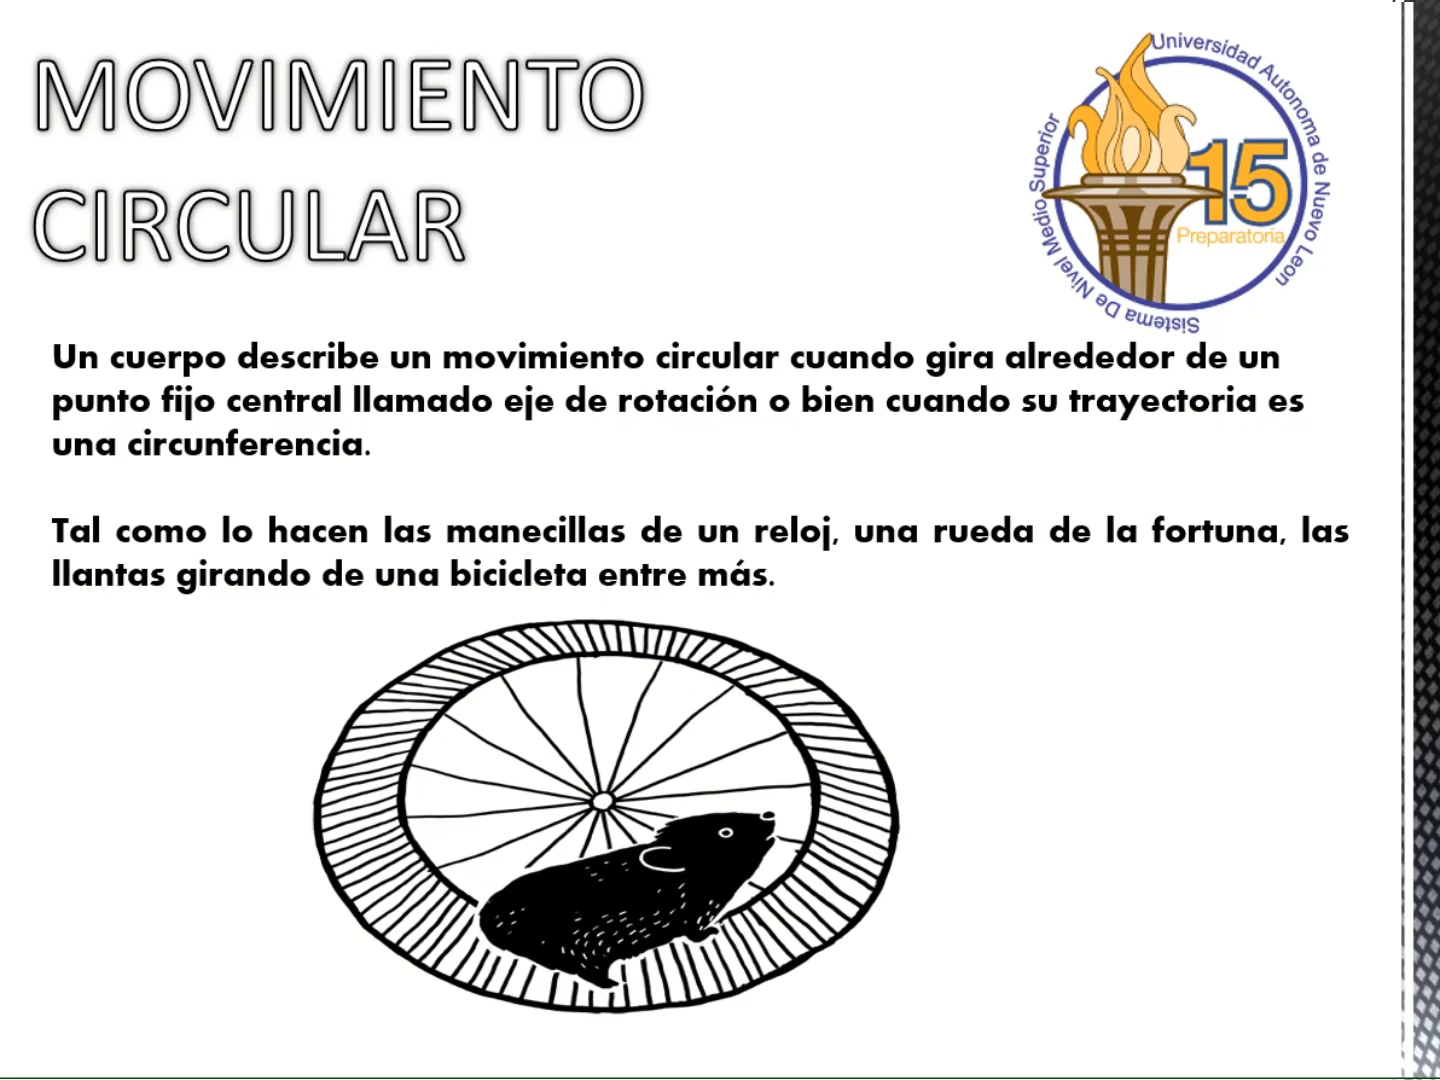 MOVIMIENTO
CIRCULAR
Universidad Autonoma de Nuevo Leon
Sistema De Nivel Medio Superior
15
Preparatoria
Un cuerpo describe un movimiento circular cuando gira alrededor de un
punto fijo central llamado eje de rotación o bien cuando su trayectoria es
una circunferencia.
Tal como lo hacen las manecillas de un reloj, una rueda de la fortuna, las
llantas girando de una bicicleta entre más.